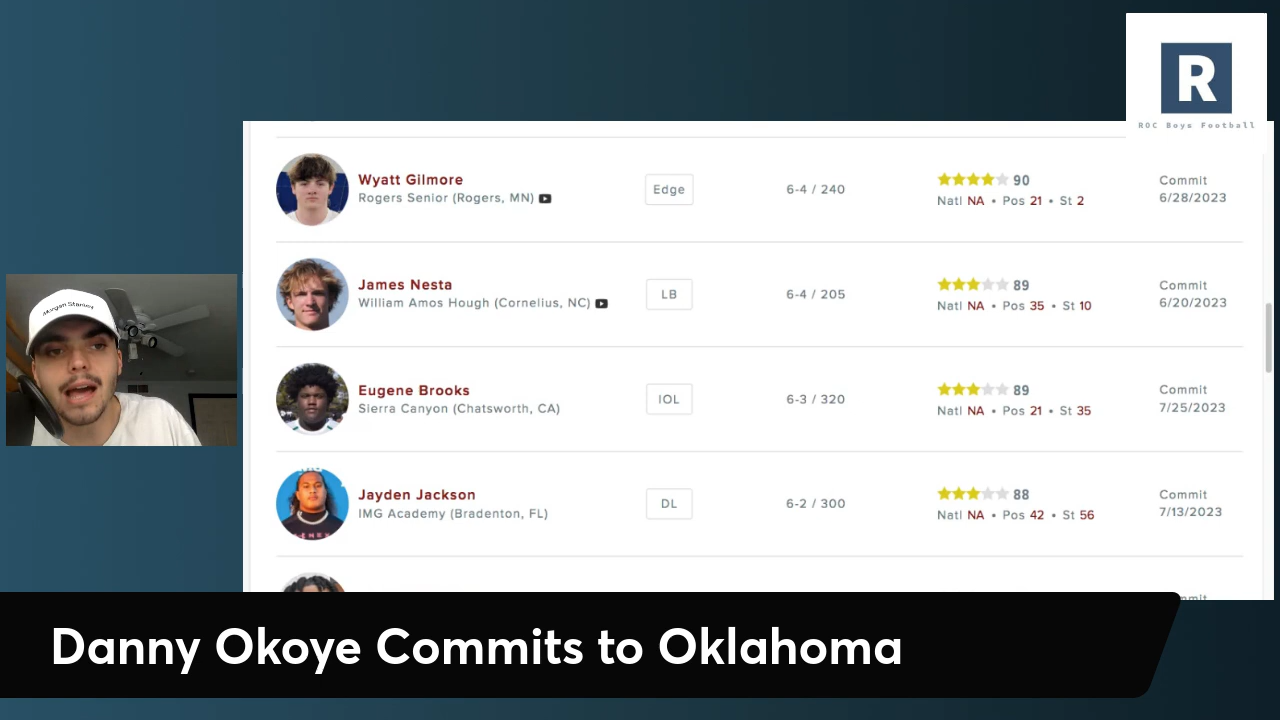 R
ROC Boys Football
Wyatt Gilmore
Rogers Senior (Rogers, MN)
Edge
6-4 / 240
90
Natl NA • Pos 21 • St 2
Commit
6/28/2023
James Nesta
William Amos Hough (Cornelius, NC)
LB
6-4 / 205
89
Natl NA • Pos 35 • St 10
Commit
6/20/2023
Eugene Brooks
Sierra Canyon (Chatsworth, CA)
IOL
6-3 / 320
89
Natl NA • Pos 21 • St 35
Commit
7/25/2023
Jayden Jackson
IMG Academy (Bradenton, FL)
DL
6-2 / 300
88
Natl NA • Pos 42 • St 56
Commit
7/13/2023
Morgan Stanley
Danny Okoye Commits to Oklahoma